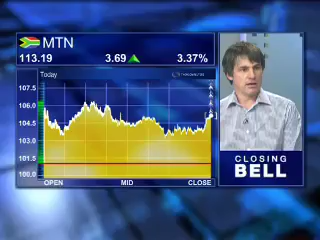 MTN
113.19 3.69 3.37%
Today
107.5
106.0
104.5
103.0
101.5
100.0
OPEN MID CLOSE
CLOSING
BELL